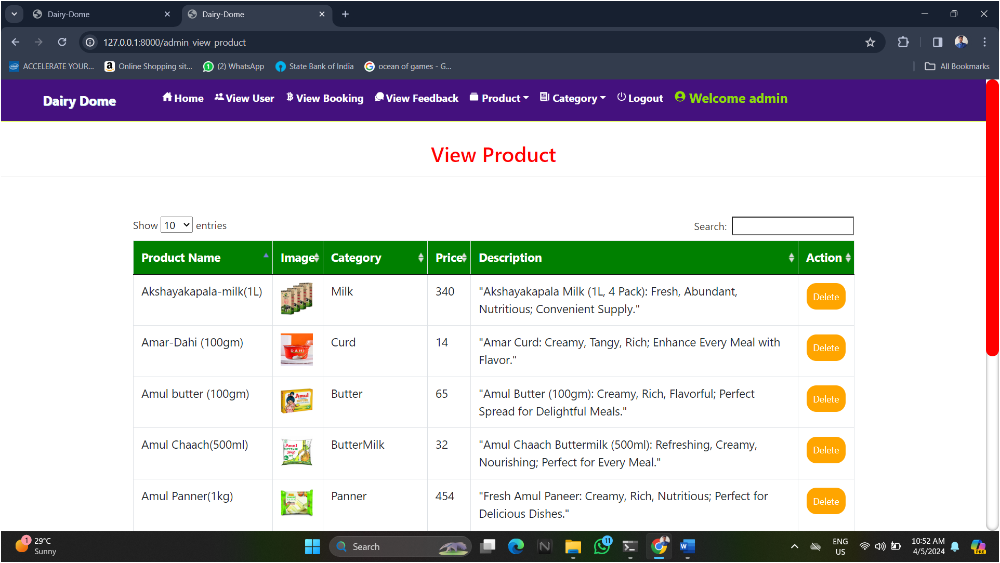 Dairy-Dome
Dairy-Dome
127.0.0.1:8000/admin_view_product
ACCELERATE YOUR... Online Shopping sit... (2) WhatsApp State Bank of India ocean of games - G... All Bookmarks
Dairy Dome Home View User View Booking View Feedback Product Category Logout Welcome admin
View Product
Show 10 entries
Search:
Product Name Image Category Price Description Action
Akshayakapala-milk(1L) Milk 340 "Akshayakapala Milk (1L, 4 Pack): Fresh, Abundant, Delete
Nutritious; Convenient Supply."
Amar-Dahi (100gm) DAHI Curd 14 "Amar Curd: Creamy, Tangy, Rich; Enhance Every Meal with Delete
Flavor."
Amul butter (100gm) Amul Butter 65 "Amul Butter (100gm): Creamy, Rich, Flavorful; Perfect Delete
Spread for Delightful Meals."
Amul Chaach(500ml) Amul ButterMilk 32 "Amul Chaach Buttermilk (500ml): Refreshing, Creamy, Delete
Nourishing; Perfect for Every Meal."
Amul Panner(1kg) Panner 454 "Fresh Amul Paneer: Creamy, Rich, Nutritious; Perfect for Delete
Delicious Dishes."
1 29°C
Sunny
Search
11
ENG
US
10:52 AM
4/5/2024
PRE